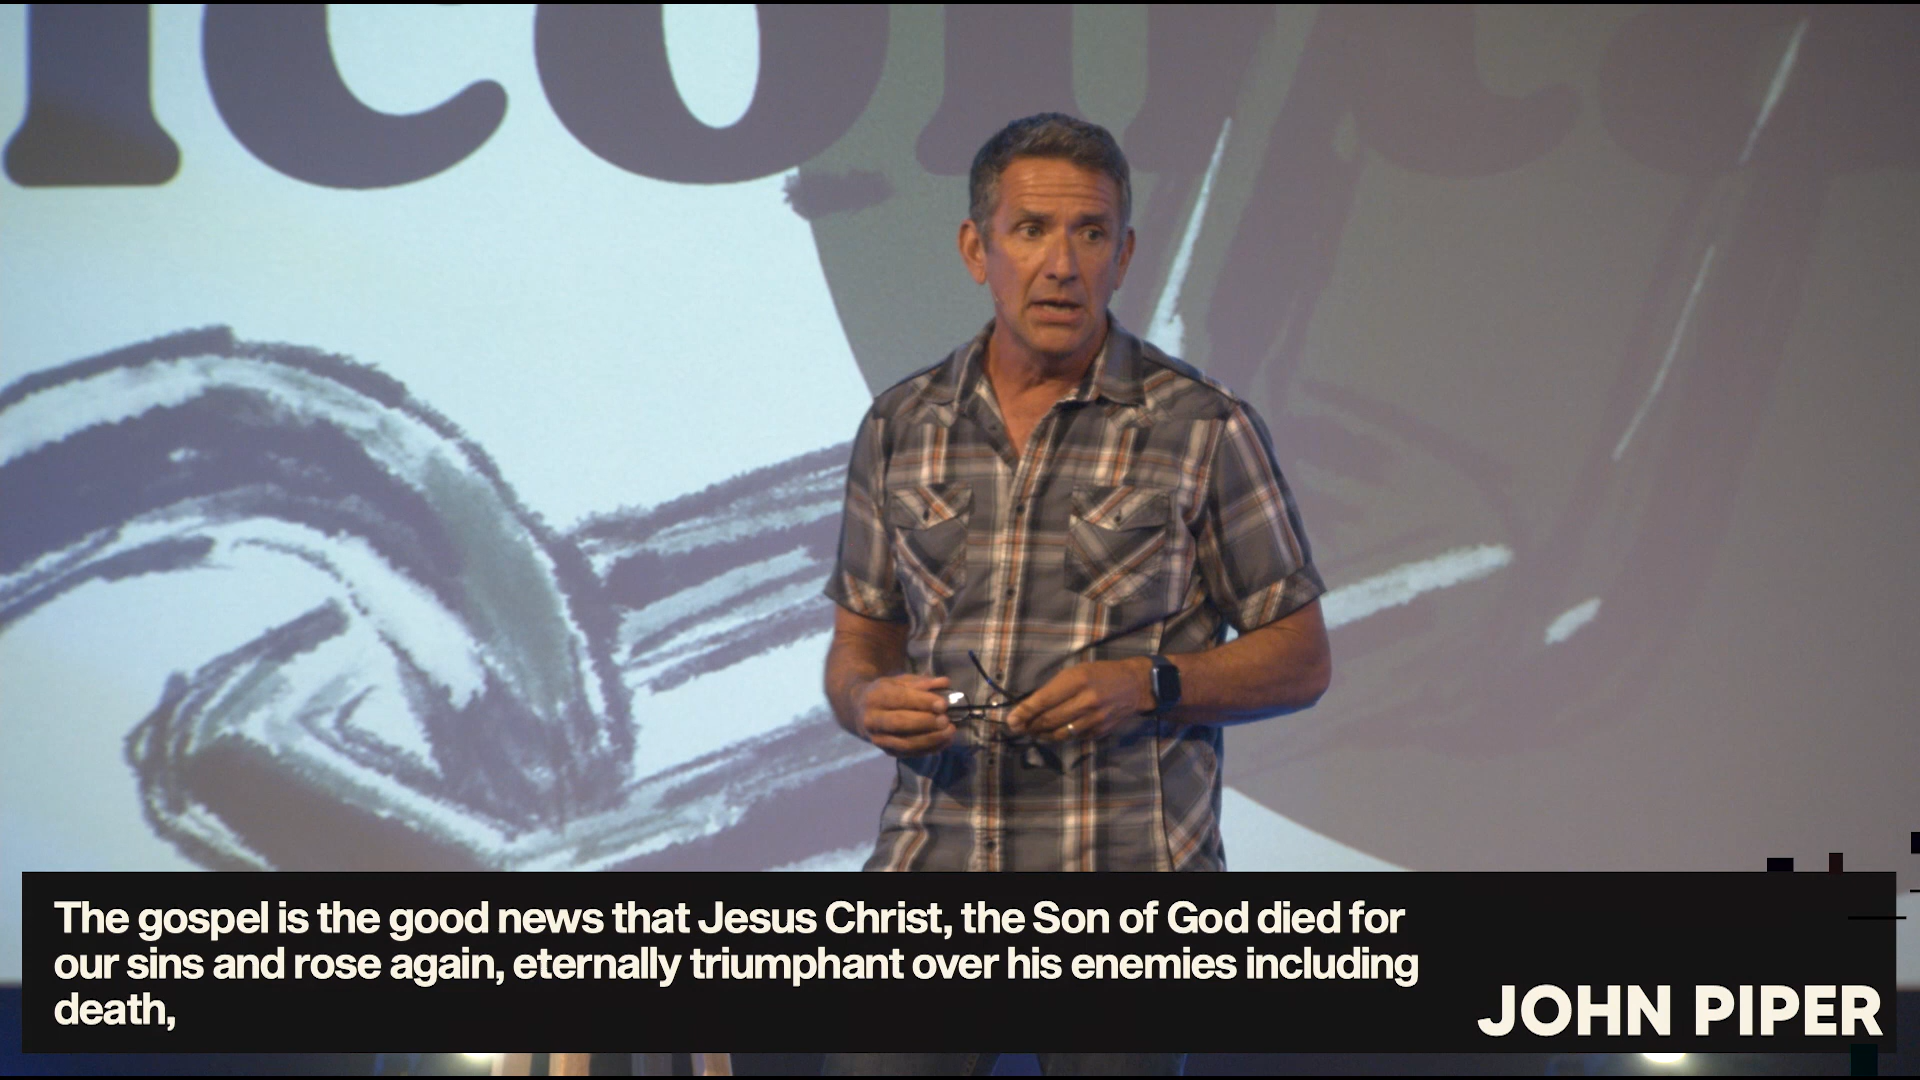 The gospel is the good news that Jesus Christ, the Son of God died for
our sins and rose again, eternally triumphant over his enemies including
death,
JOHN PIPER